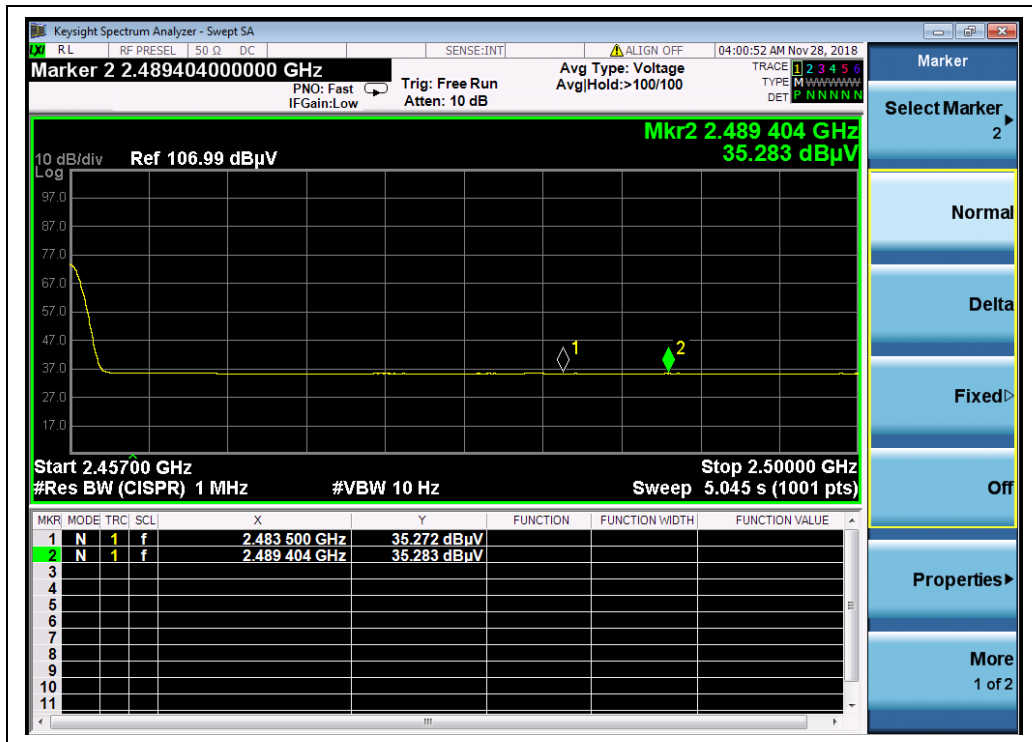 Keysight Spectrum Analyzer - Swept SA
LXI RL RF PRESEL 50 Ω DC SENSE:INT ALIGN OFF 04:00:52 AM Nov 28, 2018
Marker 2 2.489404000000 GHz
PNO: Fast
IFGain:Low
Trig: Free Run
Atten: 10 dB
Avg Type: Voltage
Avg|Hold:>100/100
TRACE 1 2 3 4 5 6
TYPE M WWWWW
DET P N N N N N
Mkr2 2.489 404 GHz
35.283 dBµV
10 dB/div Ref 106.99 dBµV
Log
97.0
87.0
77.0
67.0
57.0
47.0
37.0
27.0
17.0
1
2
Start 2.45700 GHz Stop 2.50000 GHz
#Res BW (CISPR) 1 MHz #VBW 10 Hz Sweep 5.045 s (1001 pts)
MKR MODE TRC SCL X Y FUNCTION FUNCTION WIDTH FUNCTION VALUE
1 N 1 f 2.483 500 GHz 35.272 dBµV
2 N 1 f 2.489 404 GHz 35.283 dBµV
3
4
5
6
7
8
9
10
11
Marker
Select Marker
2
Normal
Delta
Fixed
Off
Properties
More
1 of 2